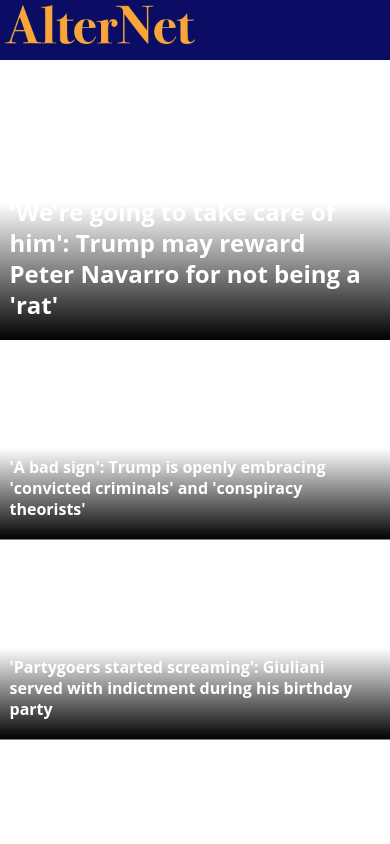 AlterNet
'We're going to take care of
him': Trump may reward
Peter Navarro for not being a
'rat'
'A bad sign': Trump is openly embracing
'convicted criminals' and 'conspiracy
theorists'
'Partygoers started screaming': Giuliani
served with indictment during his birthday
party